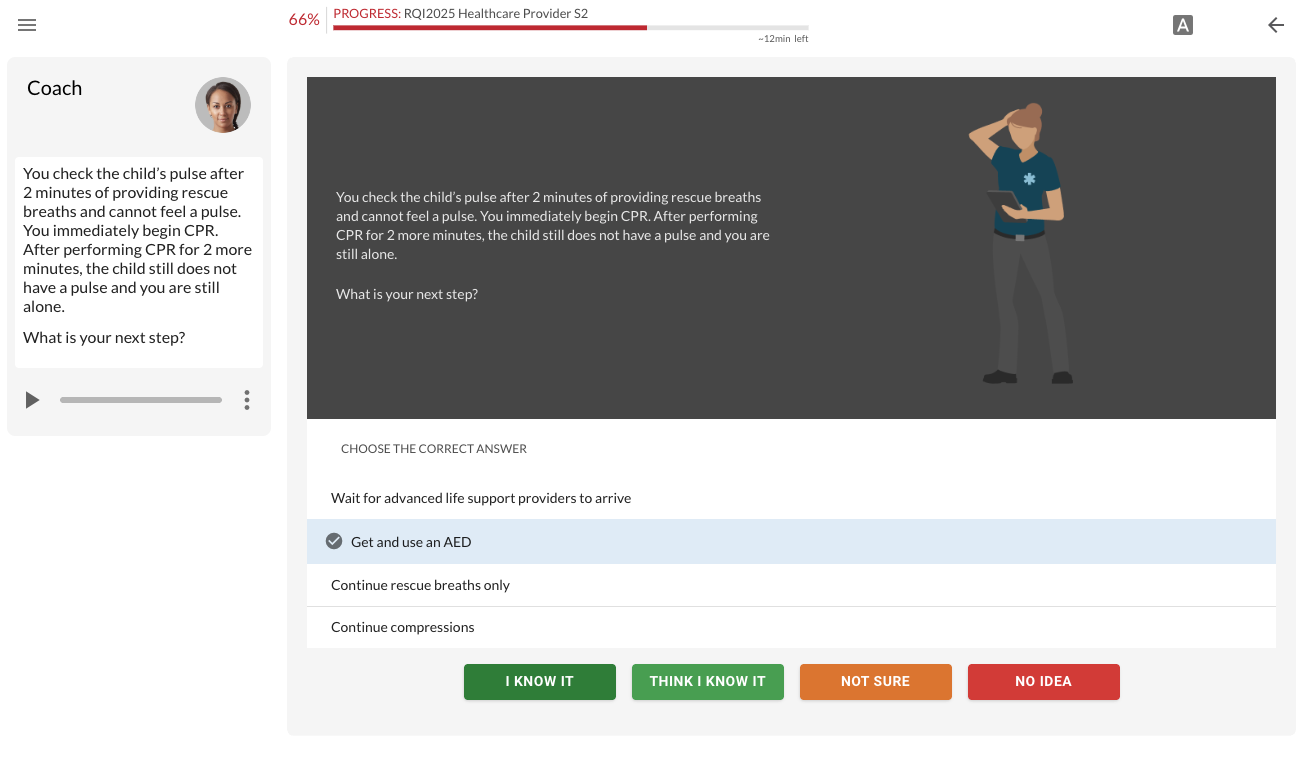 66%
PROGRESS: RQI2025 Healthcare Provider S2
~12min left
A
Coach
You check the child’s pulse after
2 minutes of providing rescue
breaths and cannot feel a pulse.
You immediately begin CPR.
After performing CPR for 2 more
minutes, the child still does not
have a pulse and you are still
alone.
What is your next step?
You check the child’s pulse after 2 minutes of providing rescue breaths
and cannot feel a pulse. You immediately begin CPR. After performing
CPR for 2 more minutes, the child still does not have a pulse and you are
still alone.
What is your next step?
CHOOSE THE CORRECT ANSWER
Wait for advanced life support providers to arrive
Get and use an AED
Continue rescue breaths only
Continue compressions
I KNOW IT
THINK I KNOW IT
NOT SURE
NO IDEA